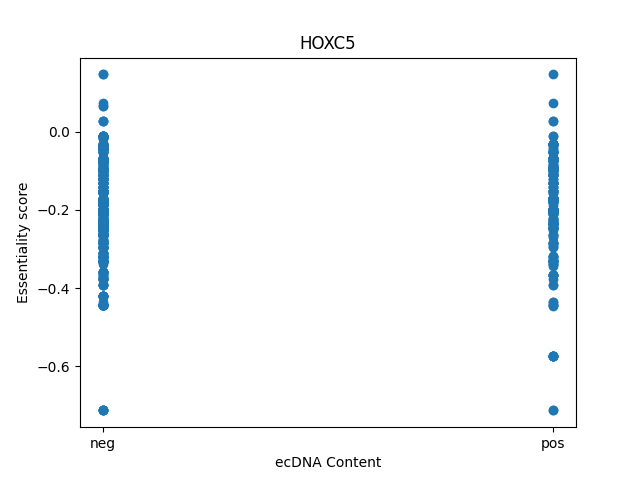 HOXC5
Essentiality score
0.0
−0.2
−0.4
−0.6
neg
pos
ecDNA Content